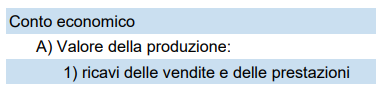 Conto economico
A) Valore della produzione:
1) ricavi delle vendite e delle prestazioni